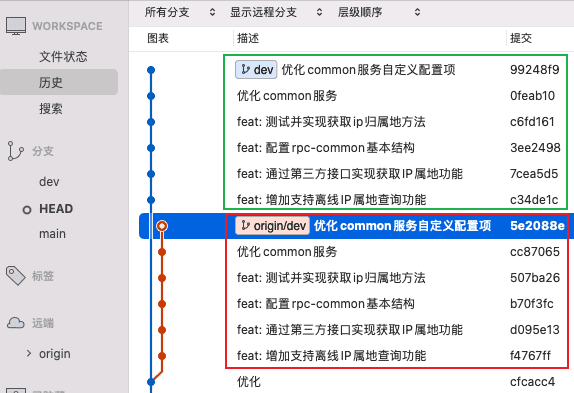 WORKSPACE
文件状态
历史
搜索
分支
dev
HEAD
main
标签
远端
origin
所有分支 显示远程分支 层级顺序
图表 描述 提交
dev 优化 common服务自定义配置项 99248f9
优化 common服务 0feab10
feat: 测试并实现获取ip归属地方法 c6fd161
feat: 配置rpc-common基本结构 3ee2498
feat: 通过第三方接口实现获取IP属地功能 7cea5d5
feat: 增加支持离线IP属地查询功能 c34de1c
origin/dev 优化 common服务自定义配置项 5e2088e
优化 common服务 cc87065
feat: 测试并实现获取ip归属地方法 507ba26
feat: 配置rpc-common基本结构 b70f3fc
feat: 通过第三方接口实现获取IP属地功能 d095e13
feat: 增加支持离线IP属地查询功能 f4767ff
优化 cfcacc4